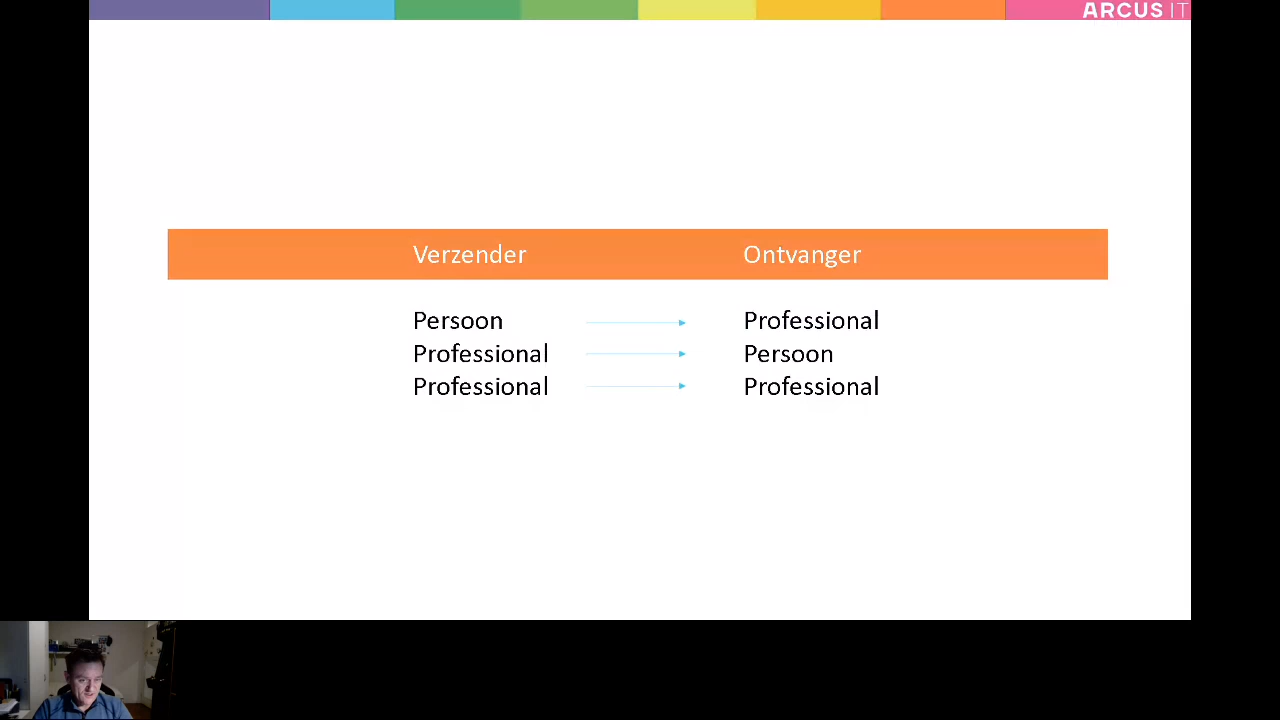 ARCUS IT
Verzender Ontvanger
Persoon Professional
Professional Persoon
Professional Professional